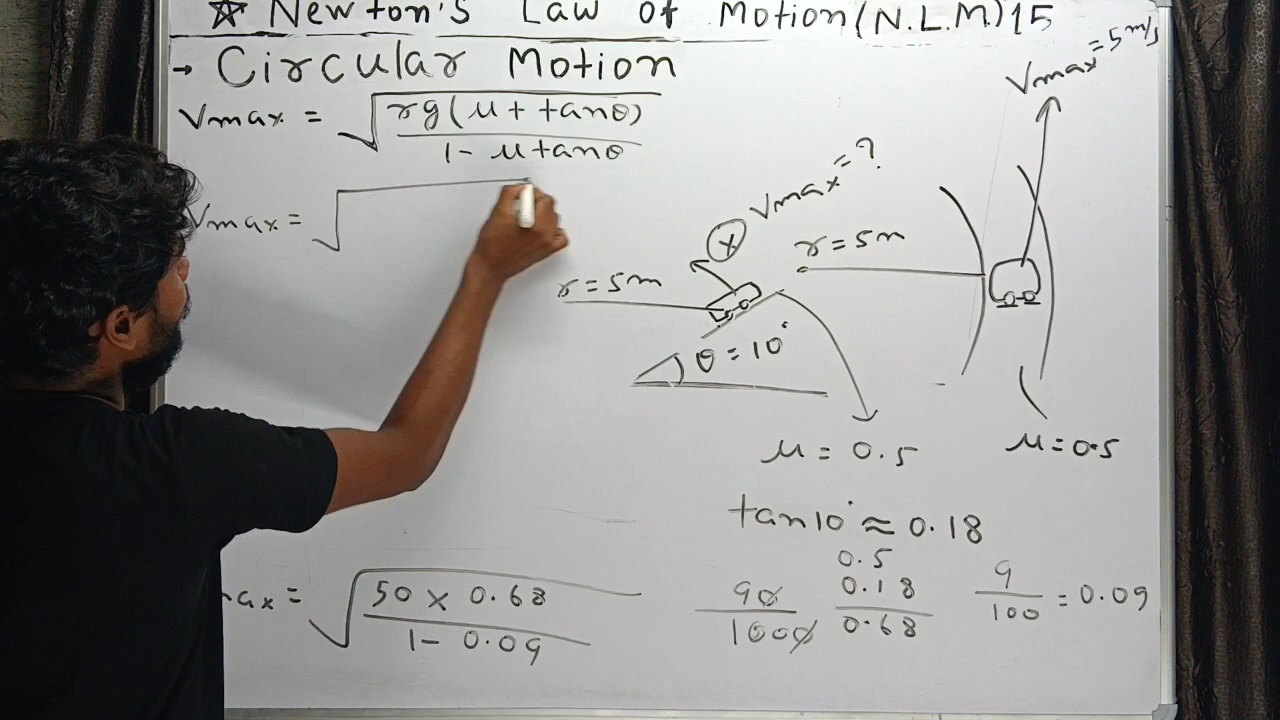 ☆ Newton's Law of Motion (N.L.M.) 15
→ Circular Motion
Vmax = √(rg(μ + tanθ) / 1 - μtanθ)
Vmax = √
Vmax = ?
Vmax = 5 m/s
r = 5m
r = 5m
θ = 10°
μ = 0.5
μ = 0.5
tan10° ≈ 0.18
0.5
0.18
0.68
90
1000
9
100 = 0.09
ax = √(50 × 0.68 / 1 - 0.09)